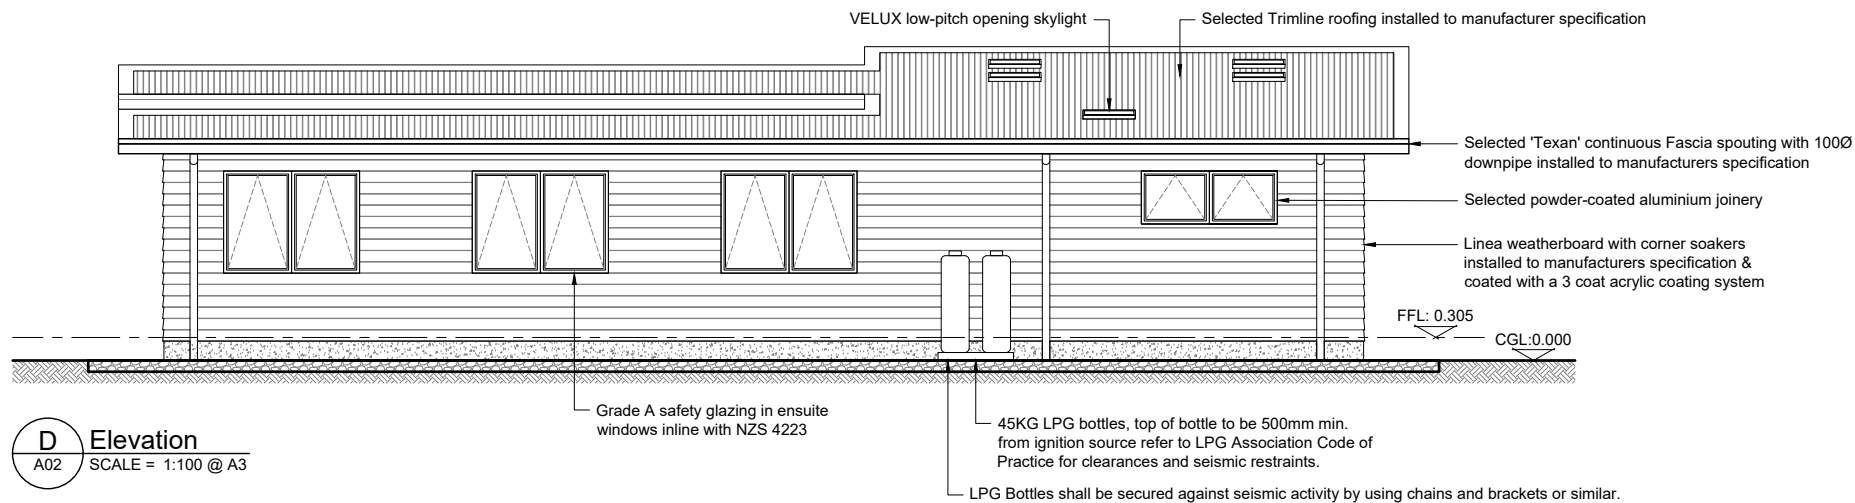 VELUX low-pitch opening skylight
Selected Trimline roofing installed to manufacturer specification
Selected 'Texan' continuous Fascia spouting with 100Ø
downpipe installed to manufacturers specification
Selected powder-coated aluminium joinery
Linea weatherboard with corner soakers
installed to manufacturers specification &
coated with a 3 coat acrylic coating system
FFL: 0.305
CGL:0.000
Grade A safety glazing in ensuite
windows inline with NZS 4223
45KG LPG bottles, top of bottle to be 500mm min.
from ignition source refer to LPG Association Code of
Practice for clearances and seismic restraints.
LPG Bottles shall be secured against seismic activity by using chains and brackets or similar.
D
A02
Elevation
SCALE = 1:100 @ A3